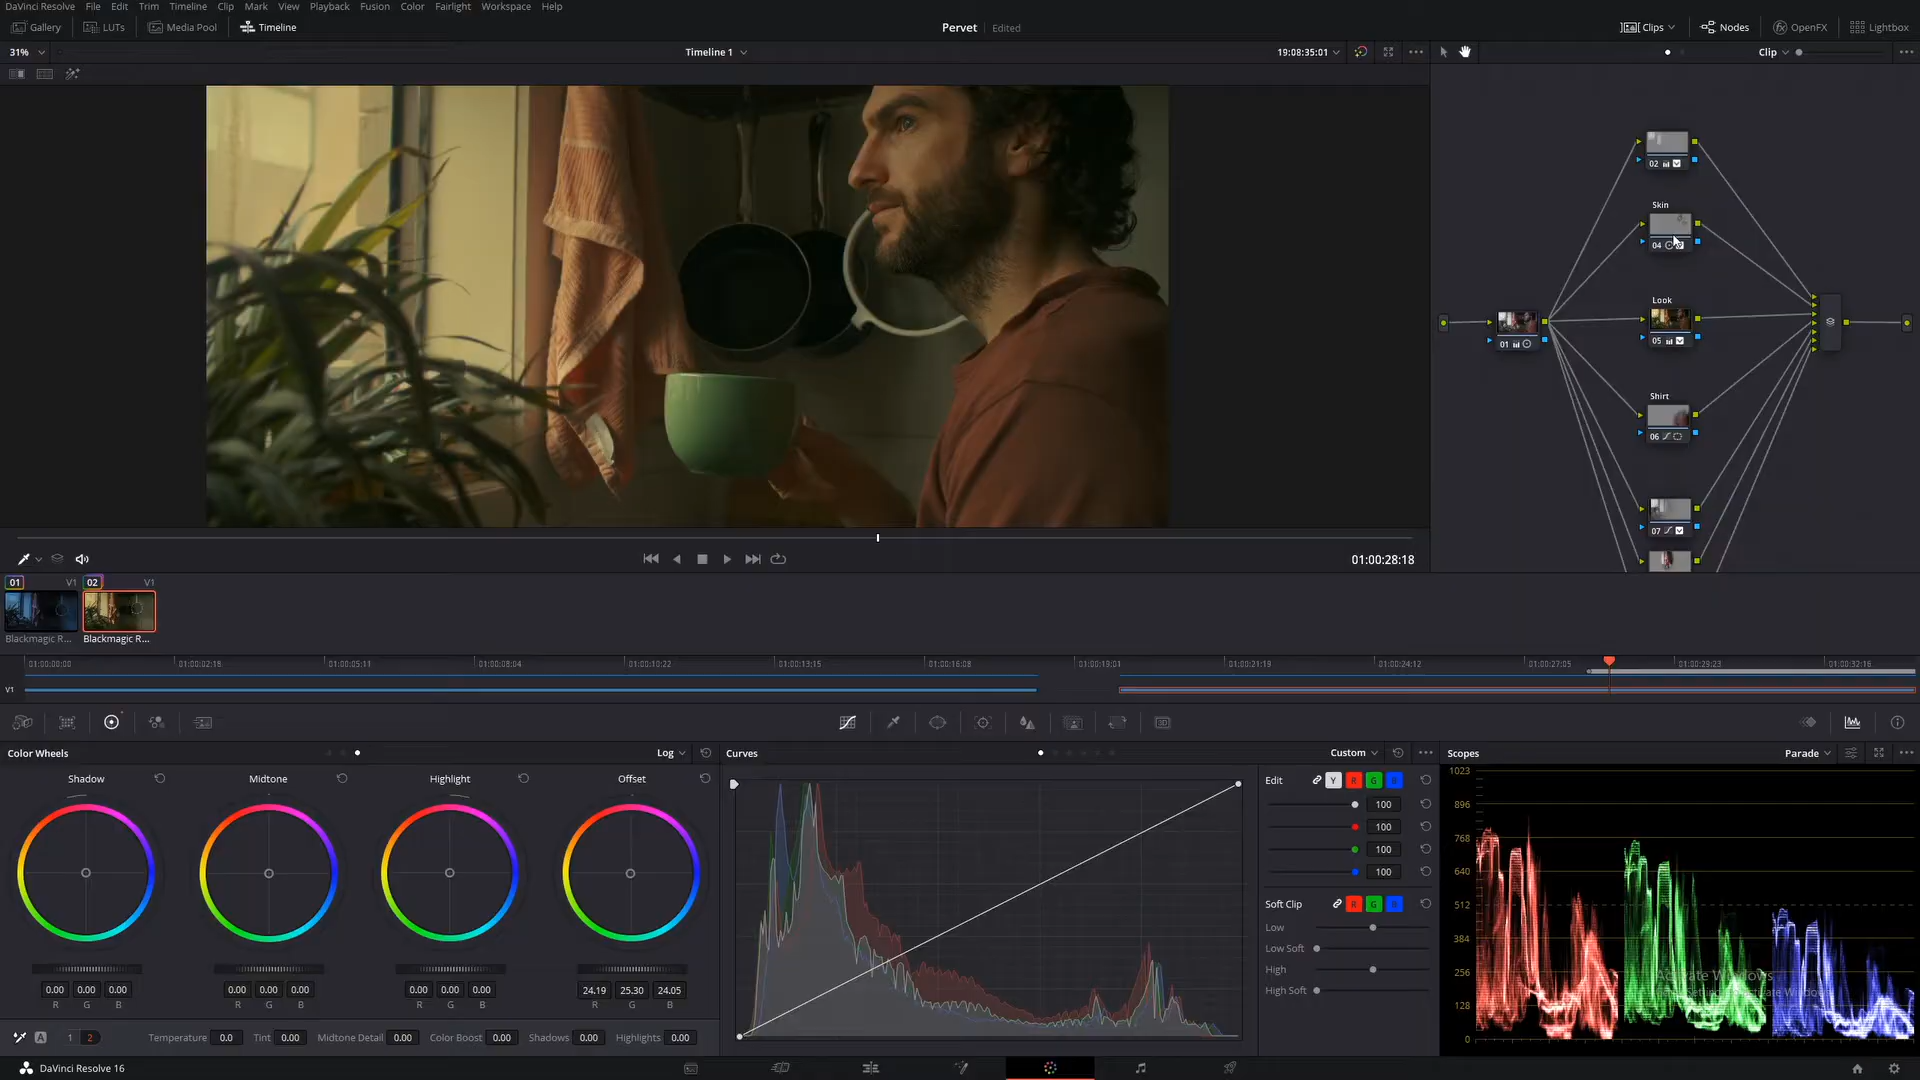 DaVinci Resolve File Edit Trim Timeline Clip Mark View Playback Fusion Color Fairlight Workspace Help
Gallery LUTs Media Pool Timeline Pervet Edited Clips Nodes OpenFX Lightbox
31% Timeline 1 19:08:35:01 Clip
02
Skin
04
Look
05
01
Shirt
06
07
01:00:28:18
01 V1 02 V1
Blackmagic R... Blackmagic R...
01:00:00:00 01:00:02:16 01:00:05:11 01:00:08:04 01:00:10:22 01:00:13:15 01:00:16:08 01:00:19:01 01:00:21:19 01:00:24:12 01:00:27:05 01:00:29:23 01:00:32:16
V1
Color Wheels Log Curves Custom Scopes Parade
Shadow Midtone Highlight Offset
Edit Y R G B
100
100
100
100
Soft Clip R G B
Low
Low Soft
High
High Soft
1023
896
768
640
512
384
256
128
0
0.00 0.00 0.00 0.00 0.00 0.00 0.00 0.00 0.00 24.19 25.30 24.05
R G B R G B R G B R G B
A 1 2 Temperature 0.0 Tint 0.00 Midtone Detail 0.00 Color Boost 0.00 Shadows 0.00 Highlights 0.00
Activate Windows
DaVinci Resolve 16